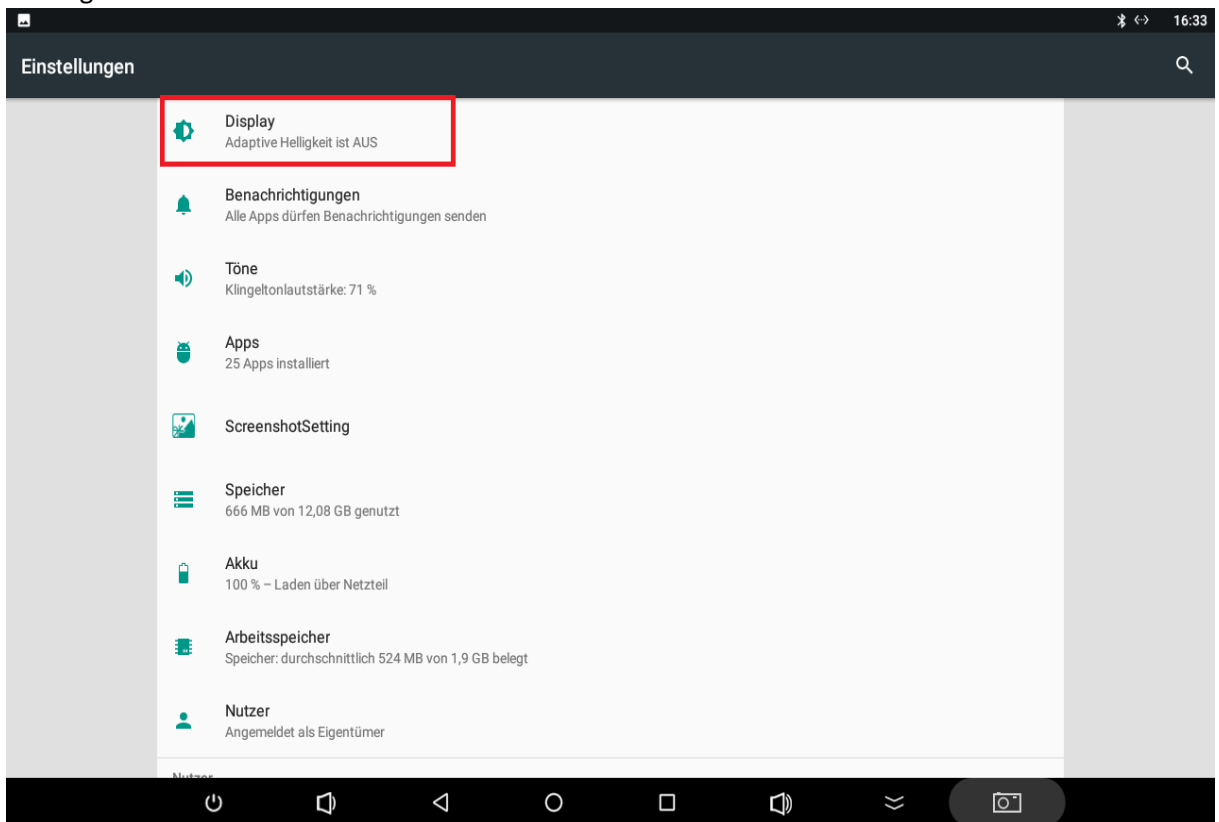 16:33
Einstellungen
Display
Adaptive Helligkeit ist AUS
Benachrichtigungen
Alle Apps dürfen Benachrichtigungen senden
Töne
Klingeltonlautstärke: 71 %
Apps
25 Apps installiert
ScreenshotSetting
Speicher
666 MB von 12,08 GB genutzt
Akku
100 % – Laden über Netzteil
Arbeitsspeicher
Speicher: durchschnittlich 524 MB von 1,9 GB belegt
Nutzer
Angemeldet als Eigentümer
Nutzer